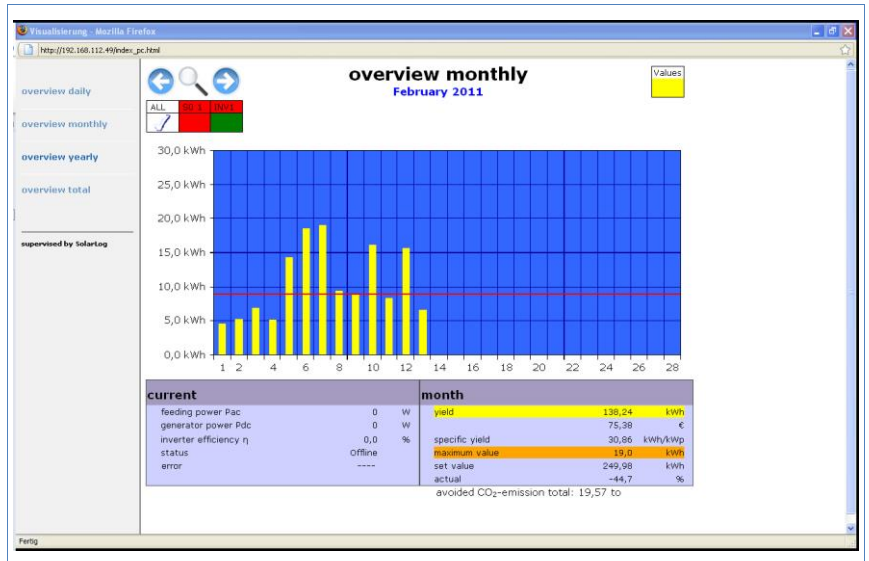 Visualisierung - Mozilla Firefox
http://192.168.112.49/index_pc.html
overview daily
overview monthly
overview yearly
overview total
supervised by SolarLog
overview monthly
February 2011
Values
ALL S0 1 INV1
30,0 kWh
25,0 kWh
20,0 kWh
15,0 kWh
10,0 kWh
5,0 kWh
0,0 kWh
1 2 4 6 8 10 12 14 16 18 20 22 24 26 28
current
feeding power Pac 0 W
generator power Pdc 0 W
inverter efficiency η 0,0 %
status Offline
error ----
month
yield 138,24 kWh
75,38 €
specific yield 30,86 kWh/kWp
maximum value 19,0 kWh
set value 249,98 kWh
actual -44,7 %
avoided CO₂-emission total: 19,57 to
Fertig